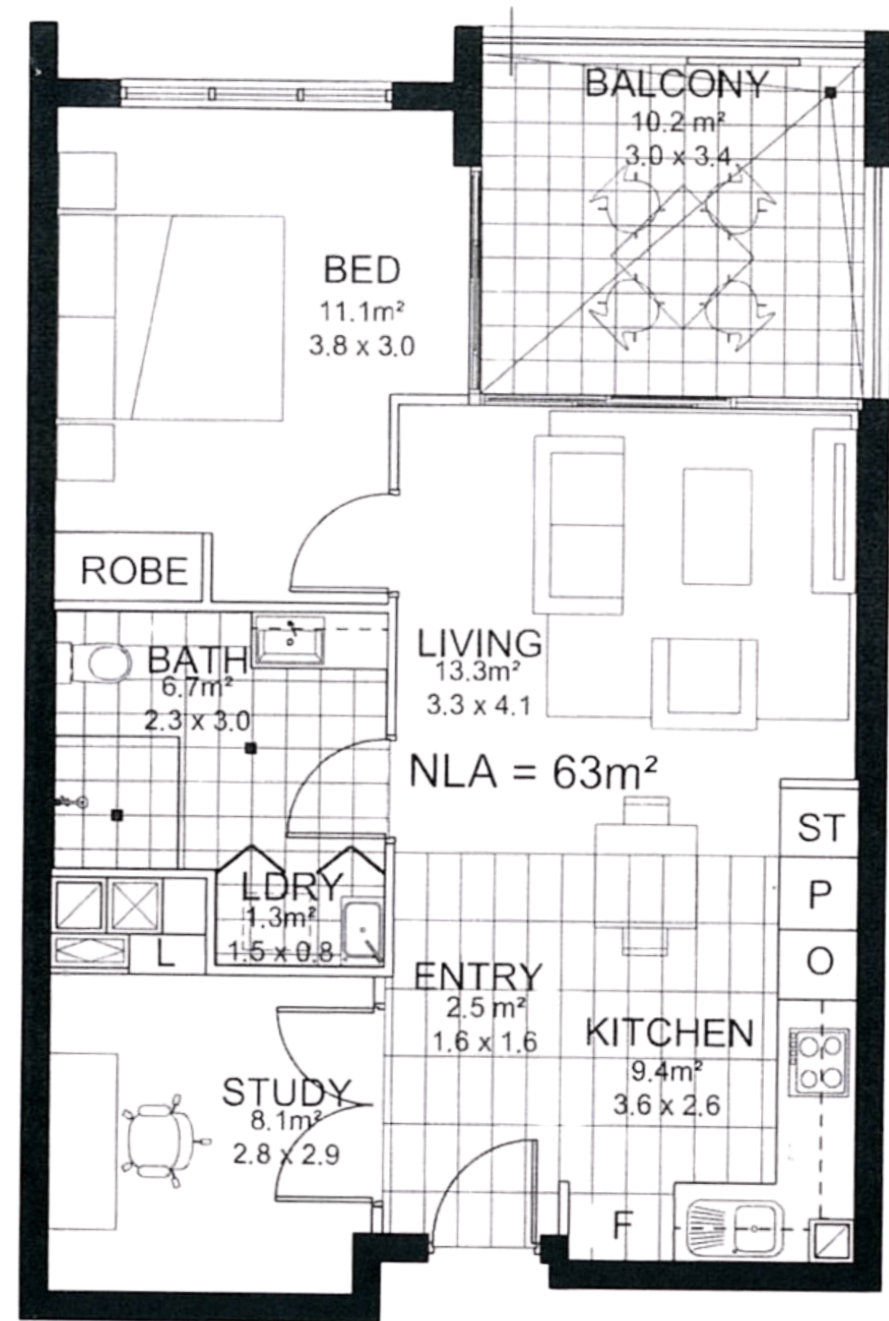 BALCONY
10.2 m²
3.0 x 3.4
BED
11.1m²
3.8 x 3.0
ROBE
BATH
6.7m²
2.3 x 3.0
LIVING
13.3m²
3.3 x 4.1
NLA = 63m²
ST
P
O
LDRY
1.3m²
1.5 x 0.8
L
ENTRY
2.5 m²
1.6 x 1.6
KITCHEN
9.4m²
3.6 x 2.6
STUDY
8.1m²
2.8 x 2.9
F